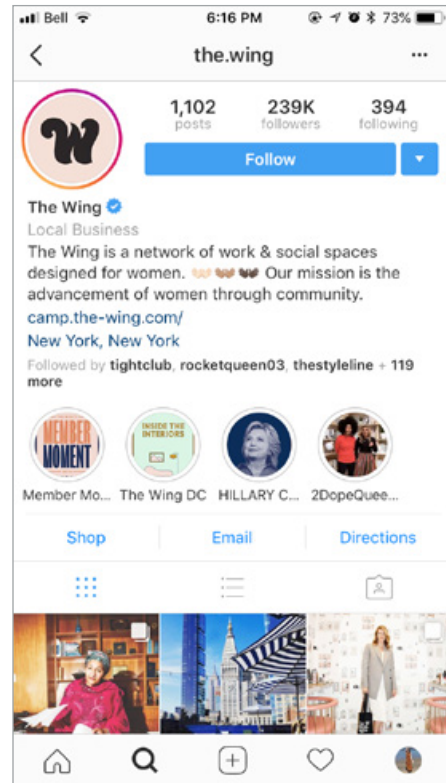 Bell 6:16 PM 73%
the.wing
W
1,102 239K 394
posts followers following
Follow
The Wing
Local Business
The Wing is a network of work & social spaces
designed for women. Our mission is the
advancement of women through community.
camp.the-wing.com/
New York, New York
Followed by tightclub, rocketqueen03, thestyleline + 119
more
MEMBER
MOMENT
INSIDE THE
INTERIORS
Member Mo... The Wing DC HILLARY C... 2DopeQuee...
Shop Email Directions